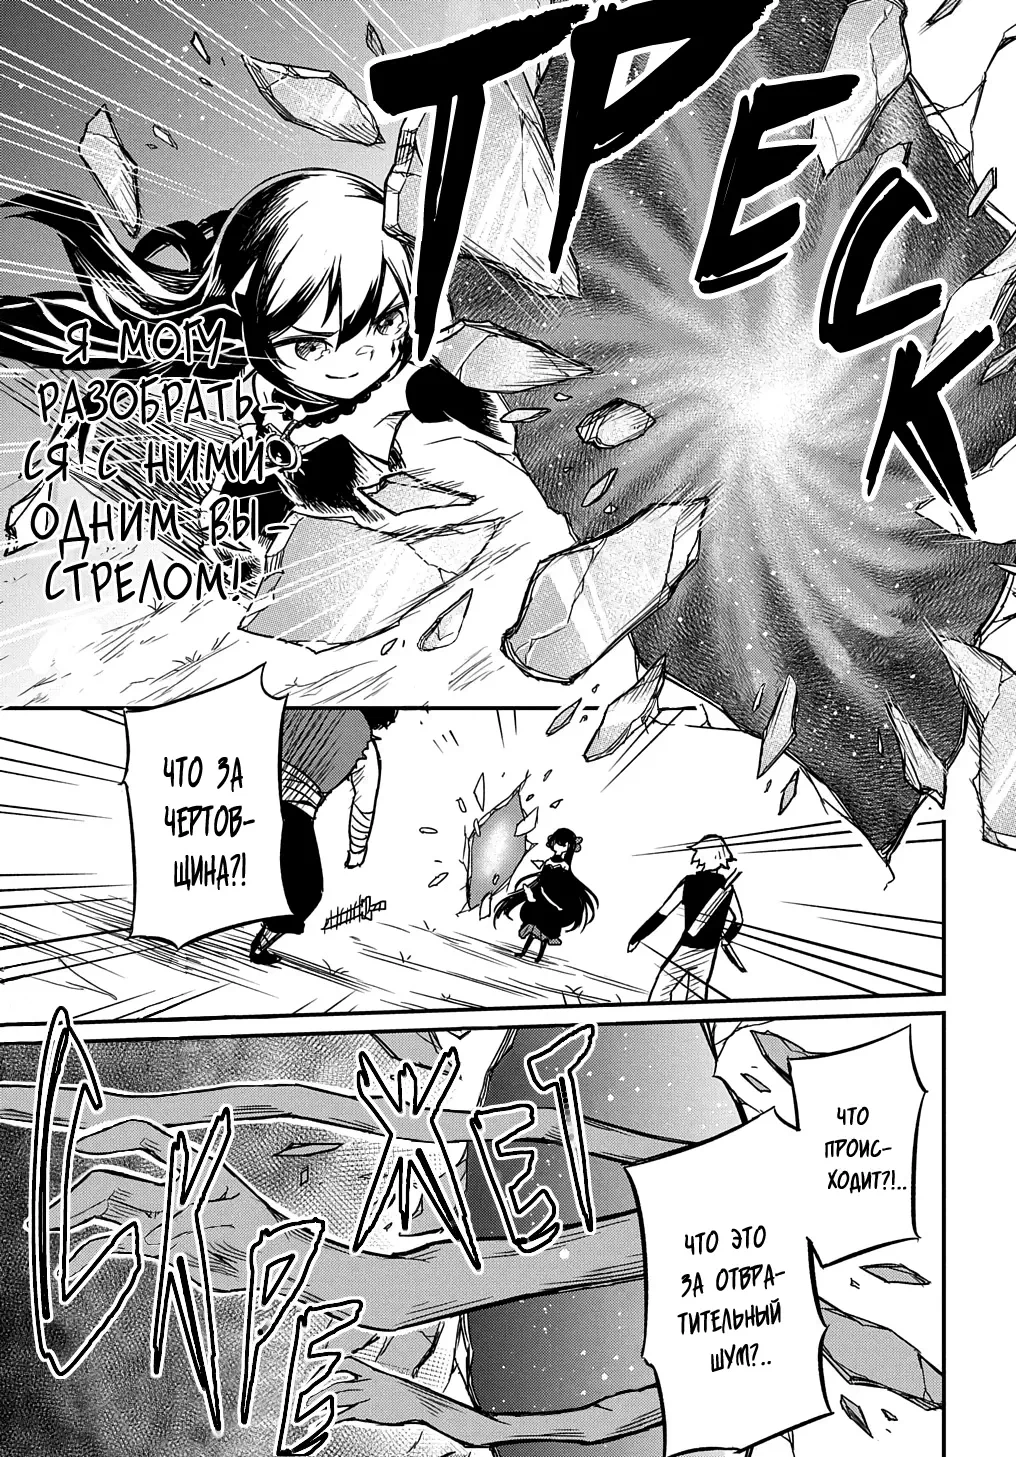 ТРЕСК
Я МОГУ
РАЗОБРАТЬ-
СЯ С НИМИ
ОДНИМ ВЫ-
СТРЕЛОМ!
ЧТО ЗА
ЧЕРТОВ-
ЩИНА?!
ЧТО
ПРОИС-
ХОДИТ?!..
ЧТО ЭТО
ЗА ОТВРА-
ТИТЕЛЬНЫЙ
ШУМ?..
СКРЕЖЕТ